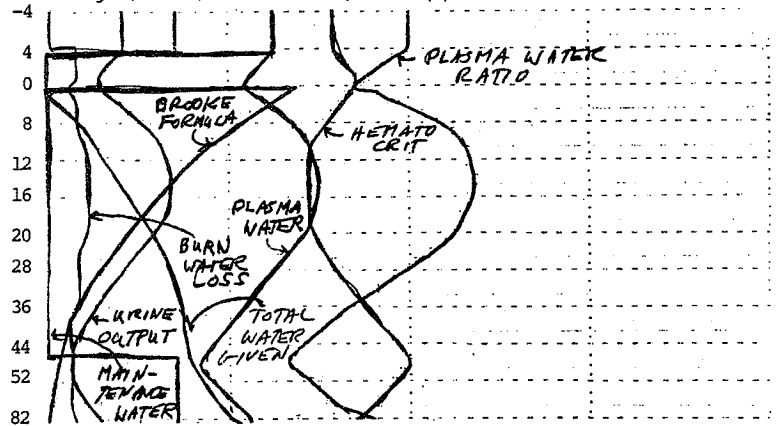 -4
4
PLASMA WATER
RATIO
0
BROOKE
FORMULA
8
HEMATO
CRIT
12
16
PLASMA
WATER
20
BURN
WATER
LOSS
28
36
URINE
OUTPUT
TOTAL
WATER
GIVEN
44
MAIN-
TENANCE
WATER
52
82